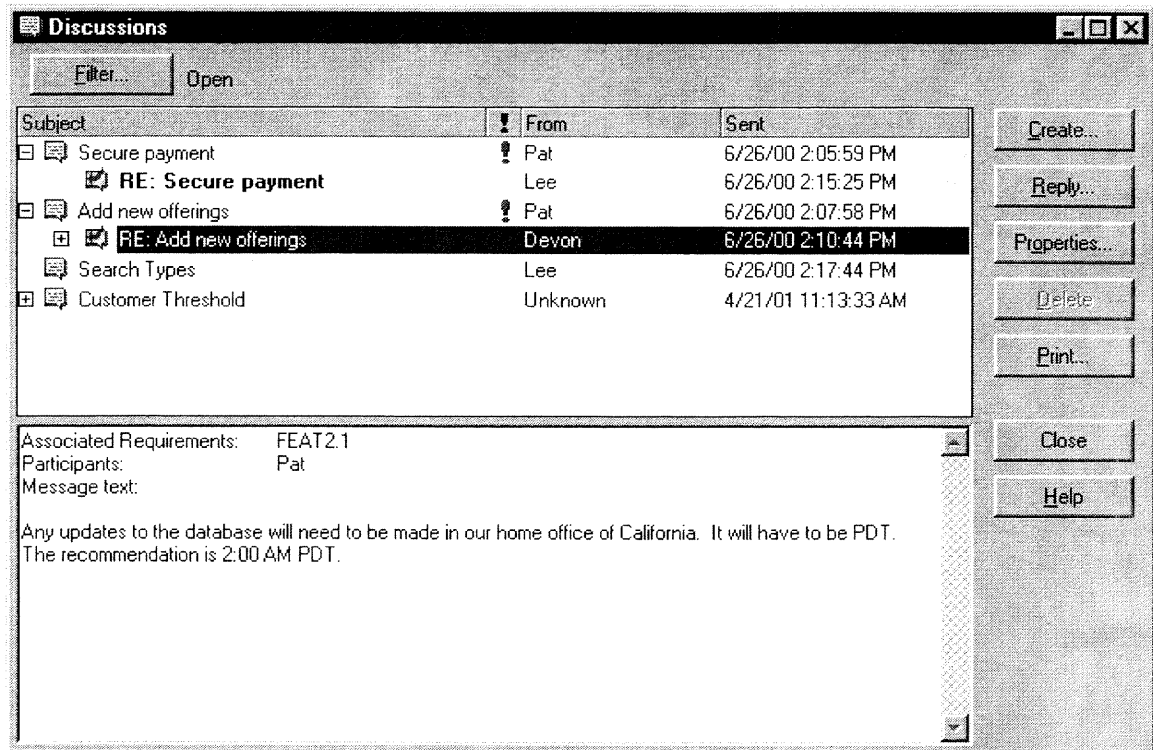 Discussions
Filter... Open
Subject ! From Sent
Secure payment ! Pat 6/26/00 2:05:59 PM
RE: Secure payment Lee 6/26/00 2:15:25 PM
Add new offerings ! Pat 6/26/00 2:07:58 PM
RE: Add new offerings Devon 6/26/00 2:10:44 PM
Search Types Lee 6/26/00 2:17:44 PM
Customer Threshold Unknown 4/21/01 11:13:33 AM
Create...
Reply...
Properties...
Delete
Print...
Close
Help
Associated Requirements: FEAT2.1
Participants: Pat
Message text:
Any updates to the database will need to be made in our home office of California. It will have to be PDT.
The recommendation is 2:00 AM PDT.